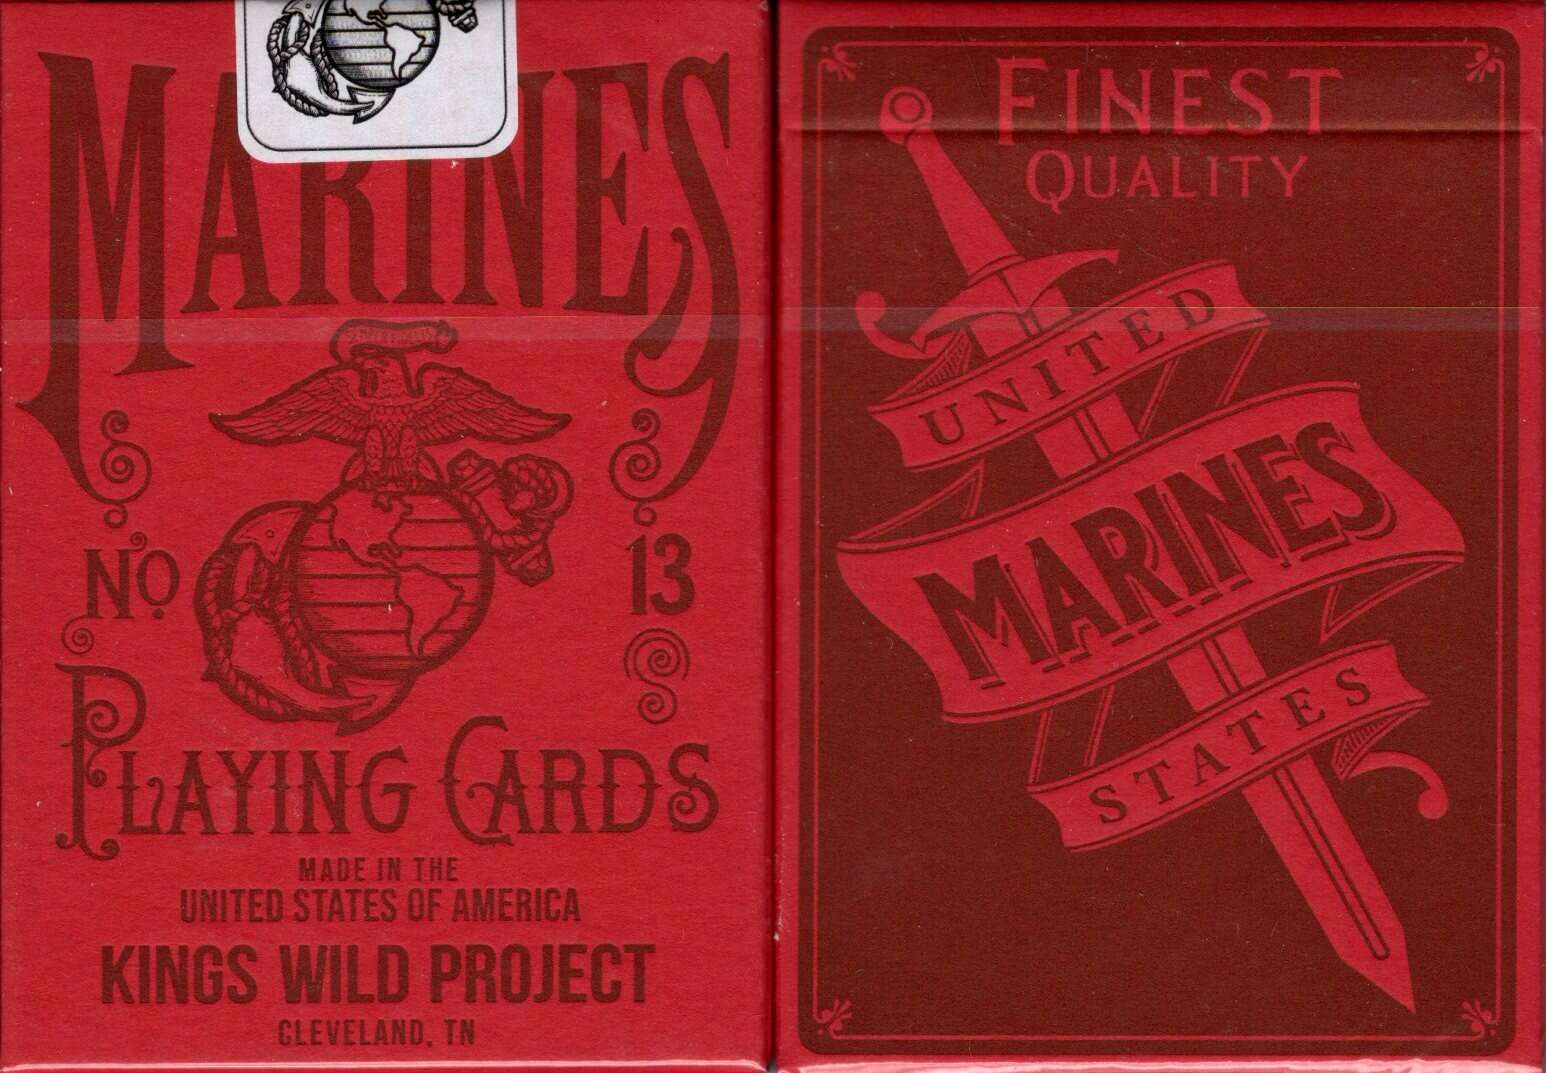 MARINES
No 13
PLAYING CARDS
MADE IN THE
UNITED STATES OF AMERICA
KINGS WILD PROJECT
CLEVELAND, TN
FINEST
QUALITY
UNITED
MARINES
STATES